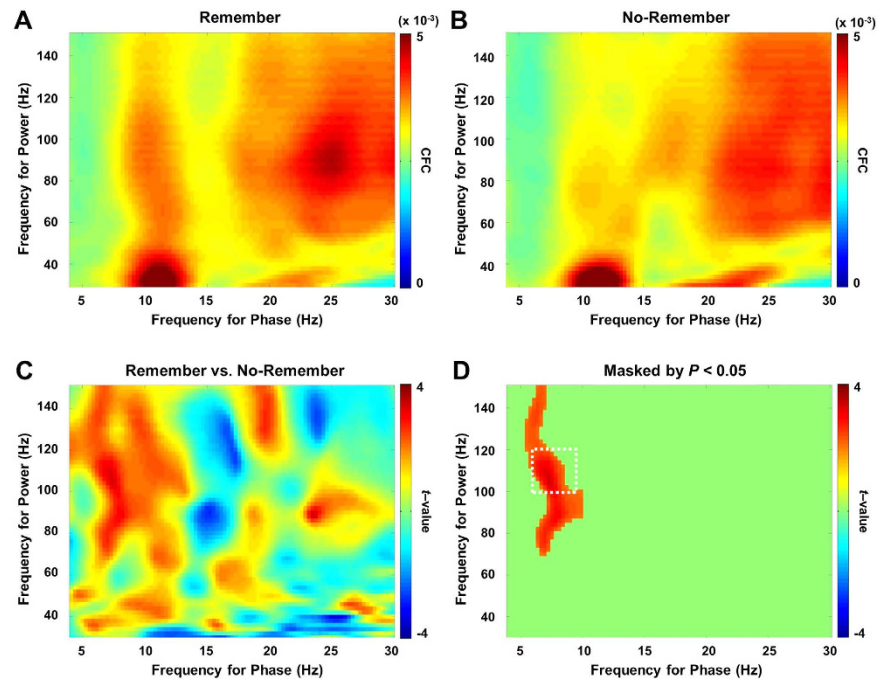 A
Remember
(x 10⁻³)
5
CFC
0
Frequency for Power (Hz)
140
120
100
80
60
40
5 10 15 20 25 30
Frequency for Phase (Hz)
B
No-Remember
(x 10⁻³)
5
CFC
0
Frequency for Power (Hz)
140
120
100
80
60
40
5 10 15 20 25 30
Frequency for Phase (Hz)
C
Remember vs. No-Remember
4
t-value
-4
Frequency for Power (Hz)
140
120
100
80
60
40
5 10 15 20 25 30
Frequency for Phase (Hz)
D
Masked by P < 0.05
4
t-value
-4
Frequency for Power (Hz)
140
120
100
80
60
40
5 10 15 20 25 30
Frequency for Phase (Hz)